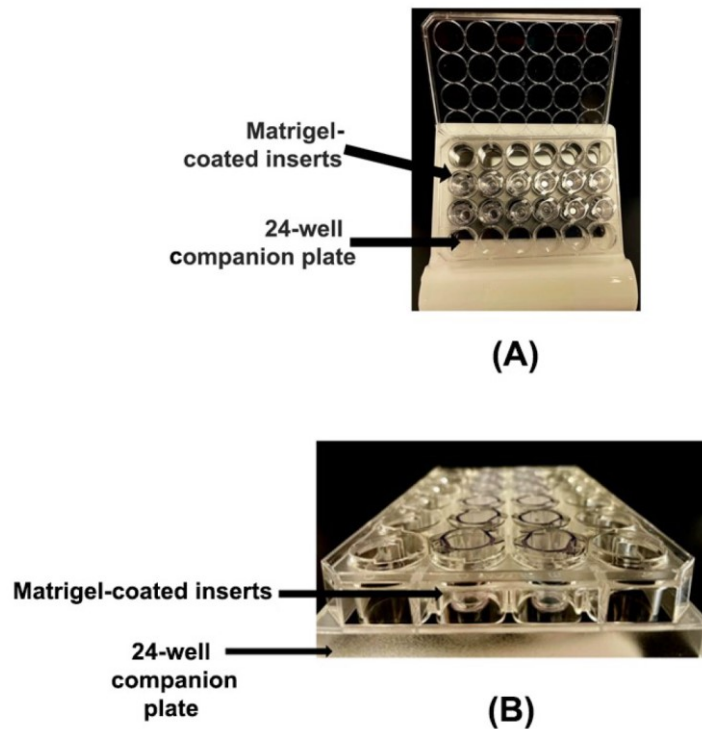 Matrigel-
coated inserts
24-well
companion plate
(A)
Matrigel-coated inserts
24-well
companion
plate
(B)